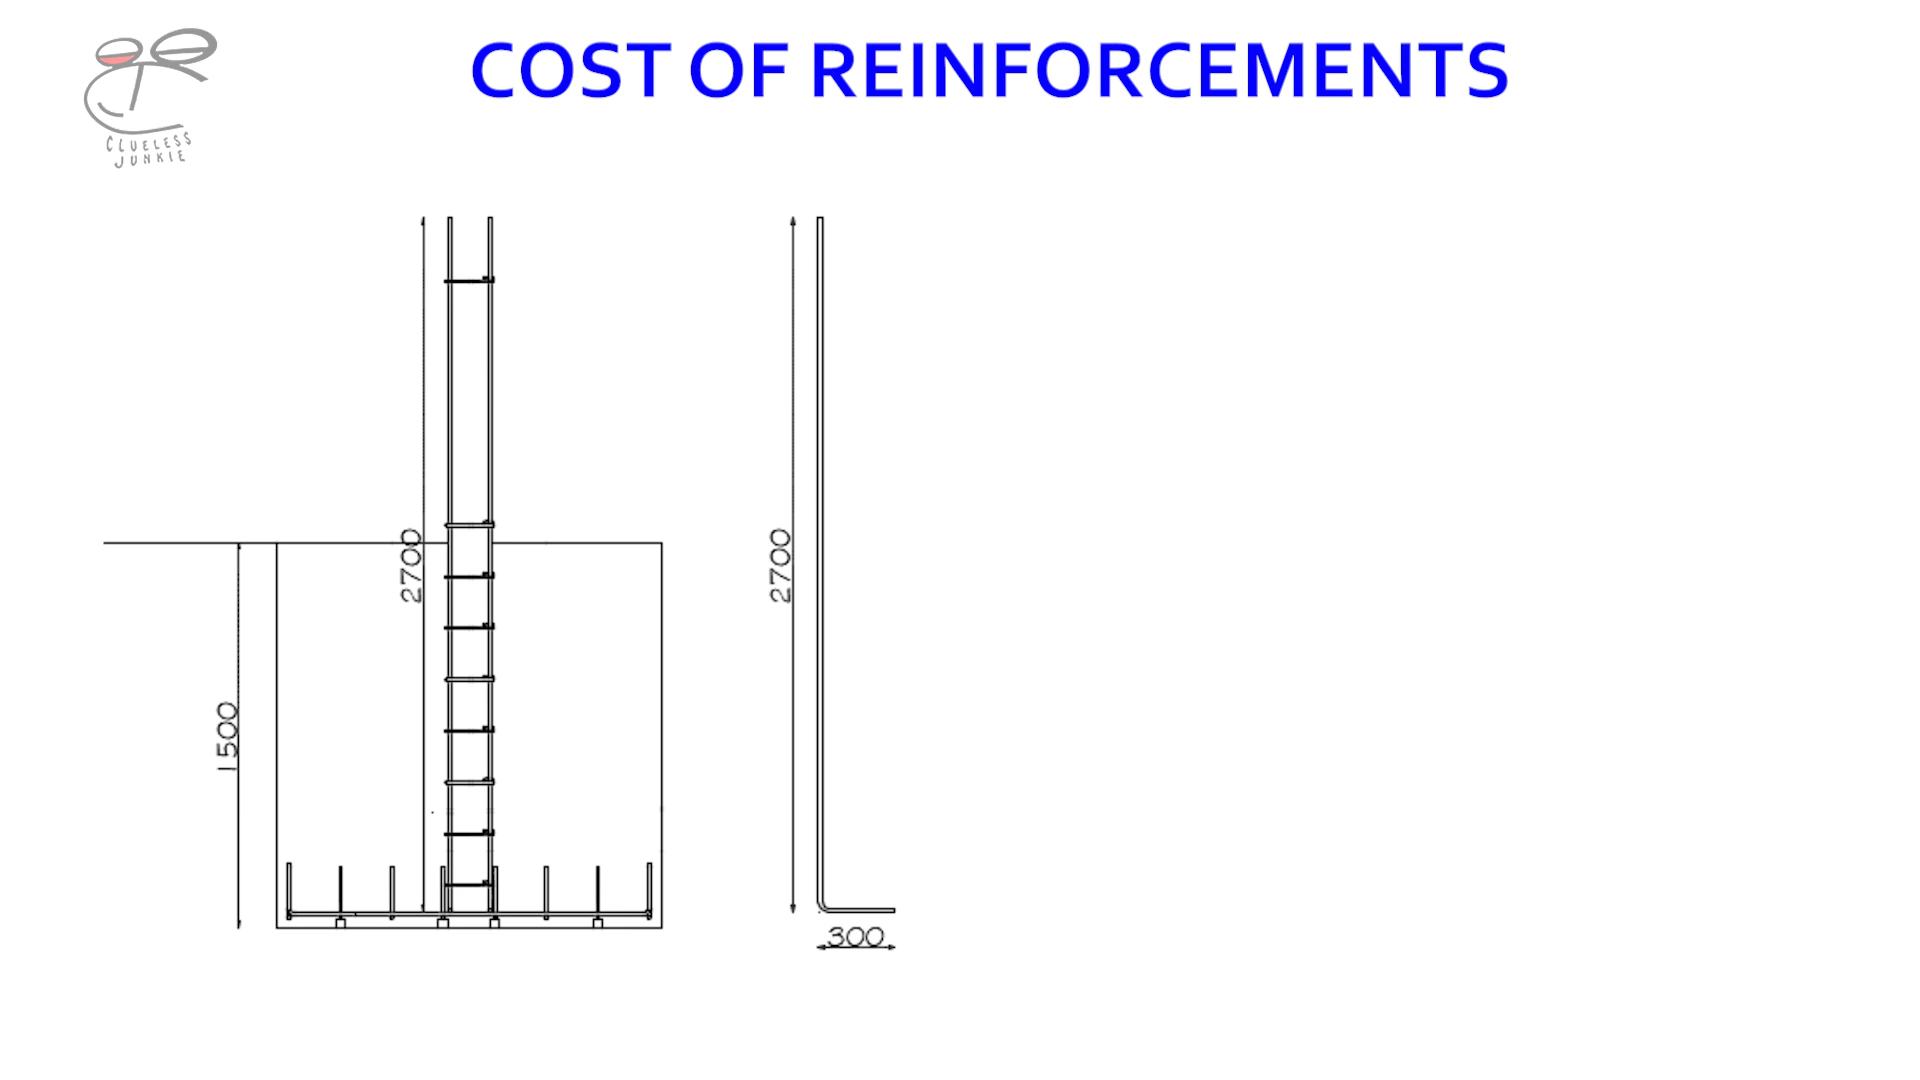 COST OF REINFORCEMENTS
CLUELESS
JUNKIE
2700
2700
1500
300